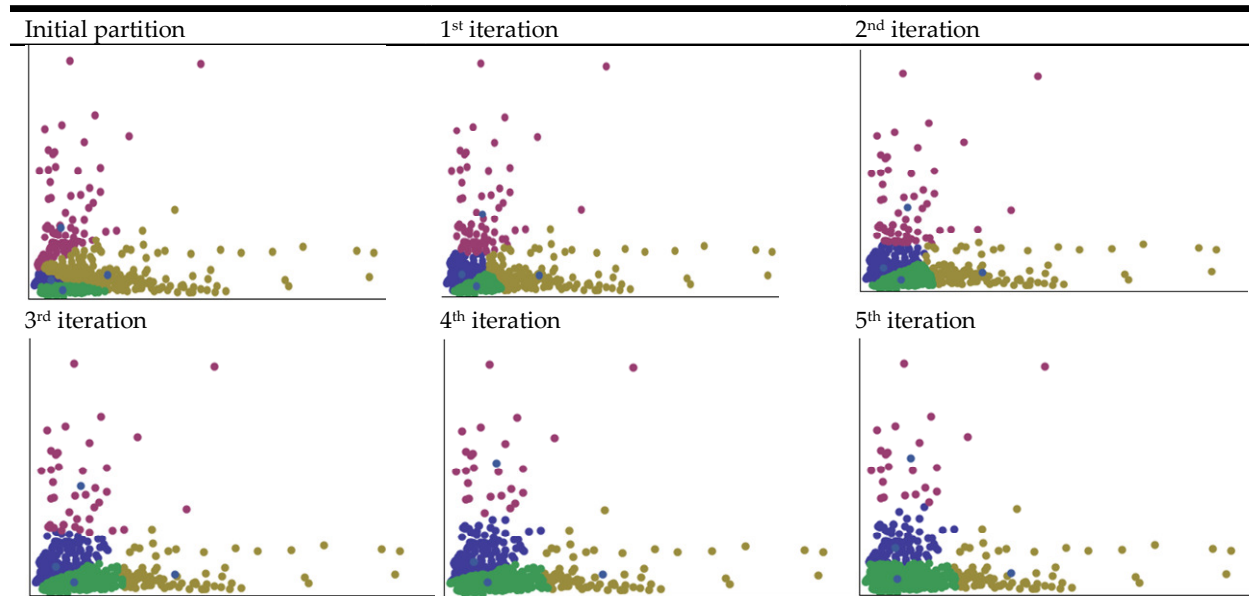 Initial partition
1st iteration
2nd iteration
3rd iteration
4th iteration
5th iteration